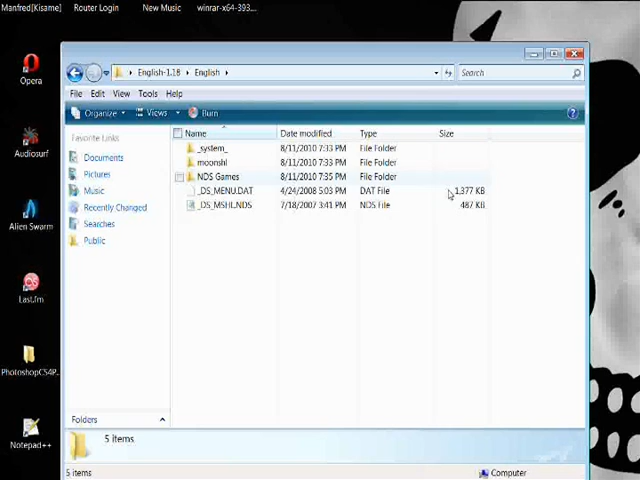 Manfred[Kisame] Router Login New Music winrar-x64-393...
English-1.18 English Search
File Edit View Tools Help
Organize Views Burn
Favorite Links
Name Date modified Type Size
_system_ 8/11/2010 7:33 PM File Folder
moonshl 8/11/2010 7:33 PM File Folder
NDS Games 8/11/2010 7:35 PM File Folder
_DS_MENU.DAT 4/24/2008 5:03 PM DAT File 1,377 KB
_DS_MSHL.NDS 7/18/2007 3:41 PM NDS File 487 KB
Documents
Pictures
Music
Recently Changed
Searches
Public
Folders
5 items
5 items Computer
Opera
Audiosurf
Alien Swarm
Last.fm
PhotoshopCS4P...
Notepad++